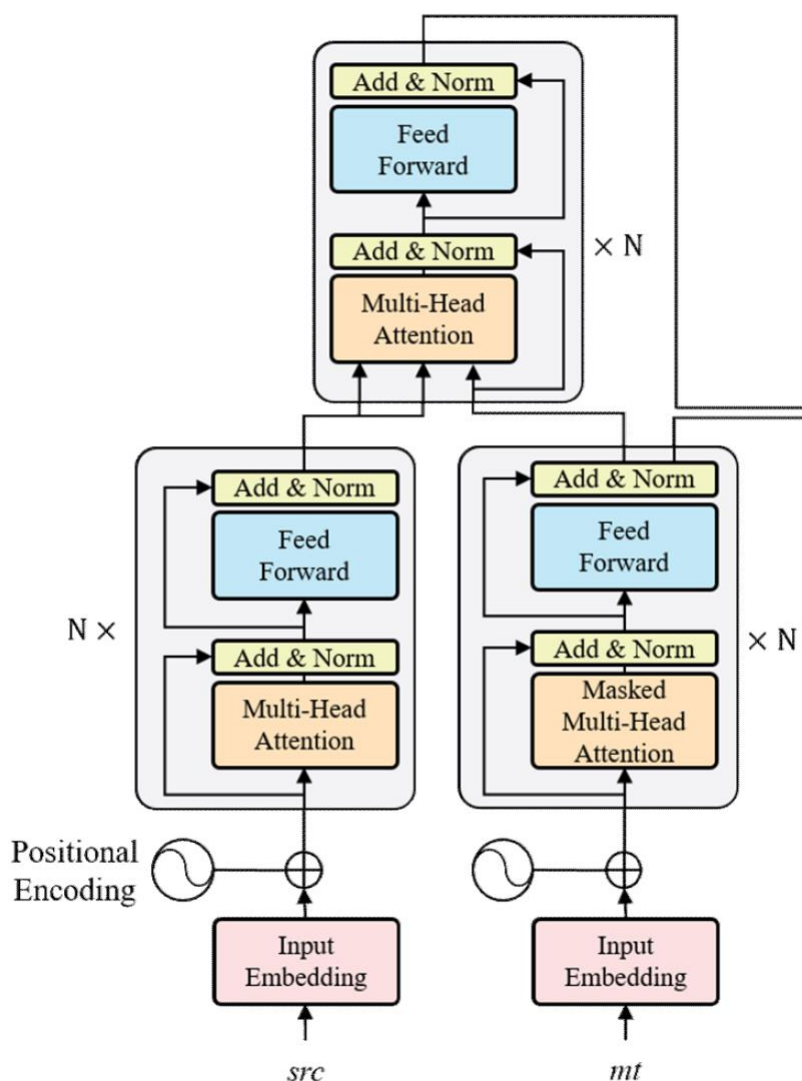 Add & Norm
Feed
Forward
Add & Norm
Multi-Head
Attention
× N
Add & Norm
Feed
Forward
Add & Norm
Multi-Head
Attention
N ×
Add & Norm
Feed
Forward
Add & Norm
Masked
Multi-Head
Attention
× N
Positional
Encoding
Input
Embedding
Input
Embedding
src
mt